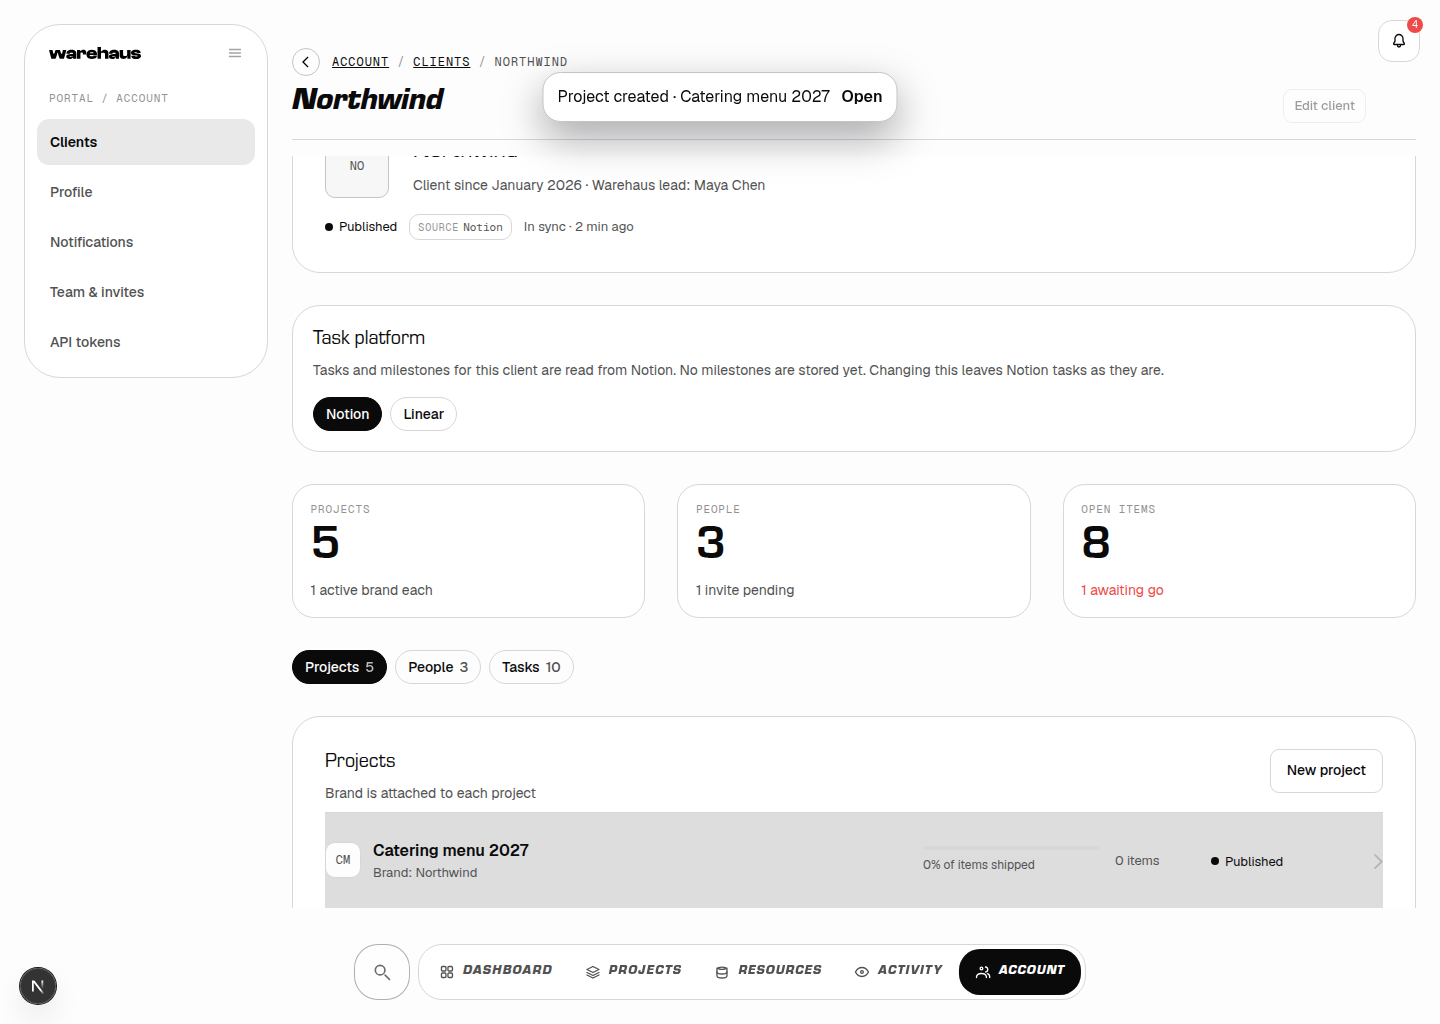 warehaus
PORTAL / ACCOUNT
Clients
Profile
Notifications
Team & invites
API tokens
4
ACCOUNT / CLIENTS / NORTHWIND
Northwind
Project created · Catering menu 2027 Open
Edit client
NO
Client since January 2026 · Warehaus lead: Maya Chen
Published SOURCE Notion In sync · 2 min ago
Task platform
Tasks and milestones for this client are read from Notion. No milestones are stored yet. Changing this leaves Notion tasks as they are.
Notion Linear
PROJECTS
5
1 active brand each
PEOPLE
3
1 invite pending
OPEN ITEMS
8
1 awaiting go
Projects 5 People 3 Tasks 10
Projects
New project
Brand is attached to each project
CM
Catering menu 2027
Brand: Northwind
0% of items shipped
0 items
Published
DASHBOARD PROJECTS RESOURCES ACTIVITY ACCOUNT
N